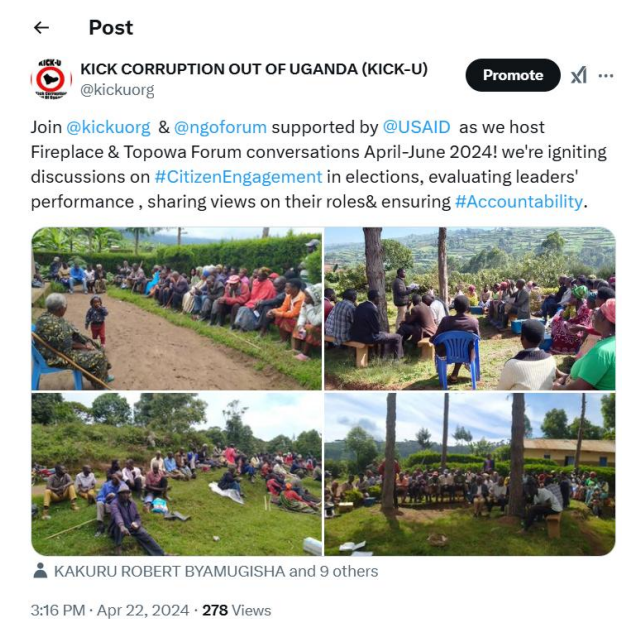 Post
KICK-U
KICK CORRUPTION OUT OF UGANDA (KICK-U)
@kickuorg
Promote
Join @kickuorg & @ngoforum supported by @USAID as we host
Fireplace & Topowa Forum conversations April-June 2024! we're igniting
discussions on #CitizenEngagement in elections, evaluating leaders'
performance , sharing views on their roles& ensuring #Accountability.
KAKURU ROBERT BYAMUGISHA and 9 others
3:16 PM · Apr 22, 2024 · 278 Views